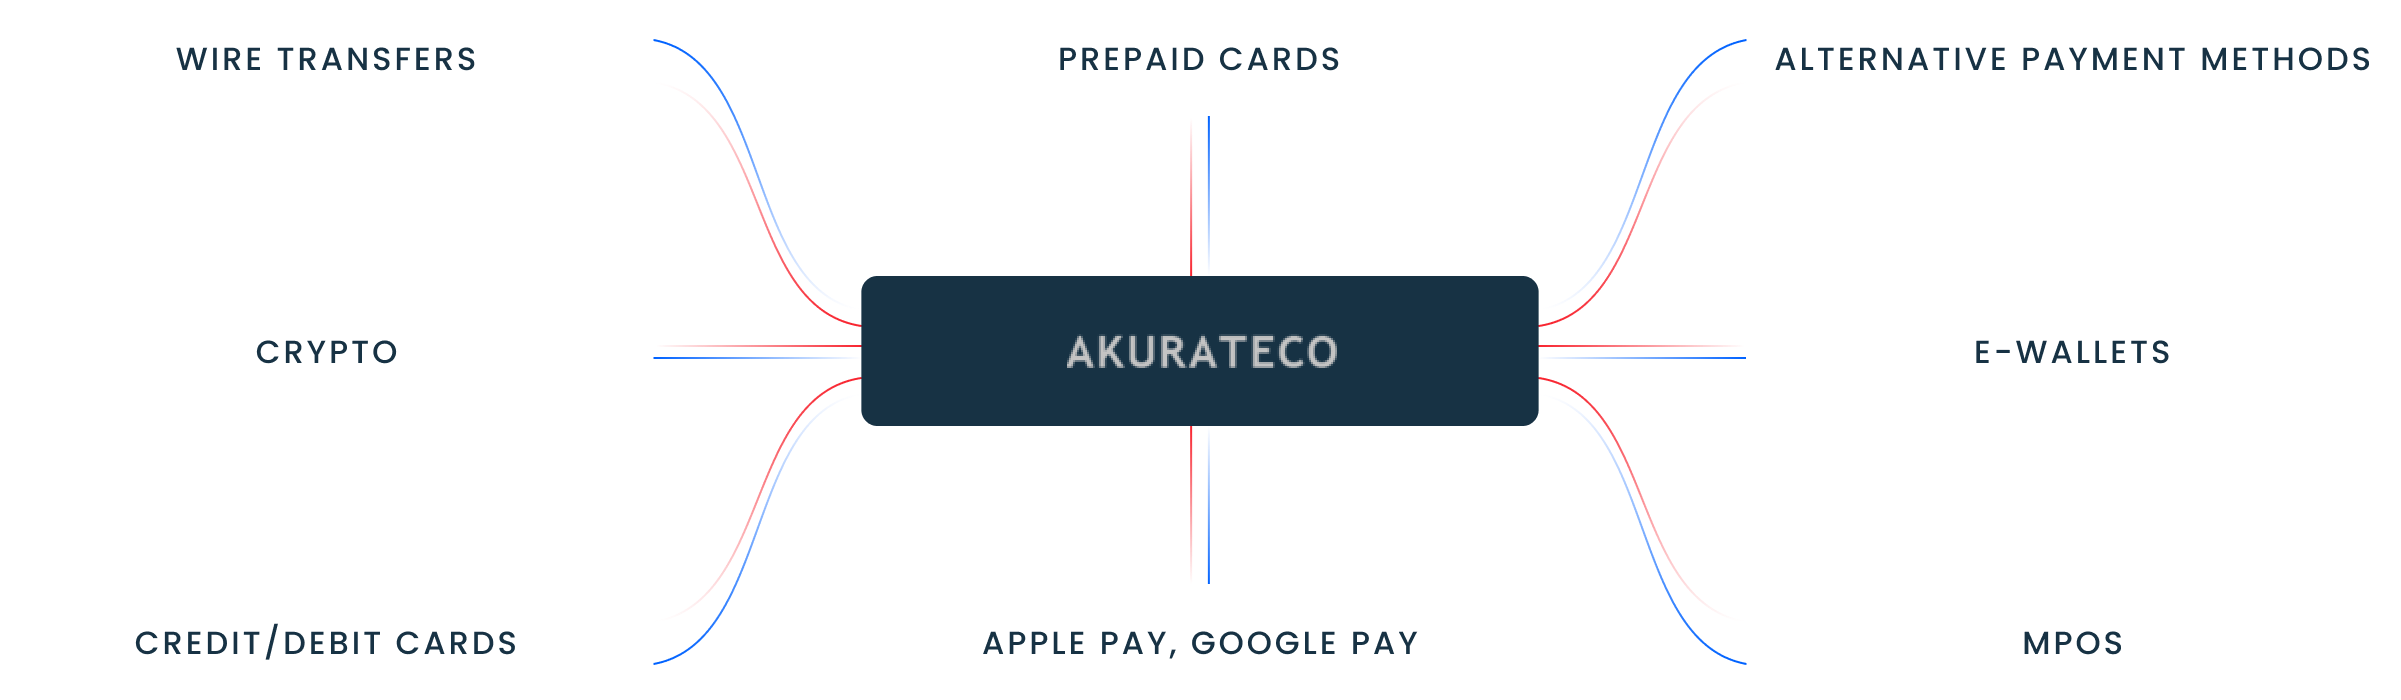 WIRE TRANSFERS
PREPAID CARDS
ALTERNATIVE PAYMENT METHODS
CRYPTO
AKURATECO
E-WALLETS
CREDIT/DEBIT CARDS
APPLE PAY, GOOGLE PAY
MPOS